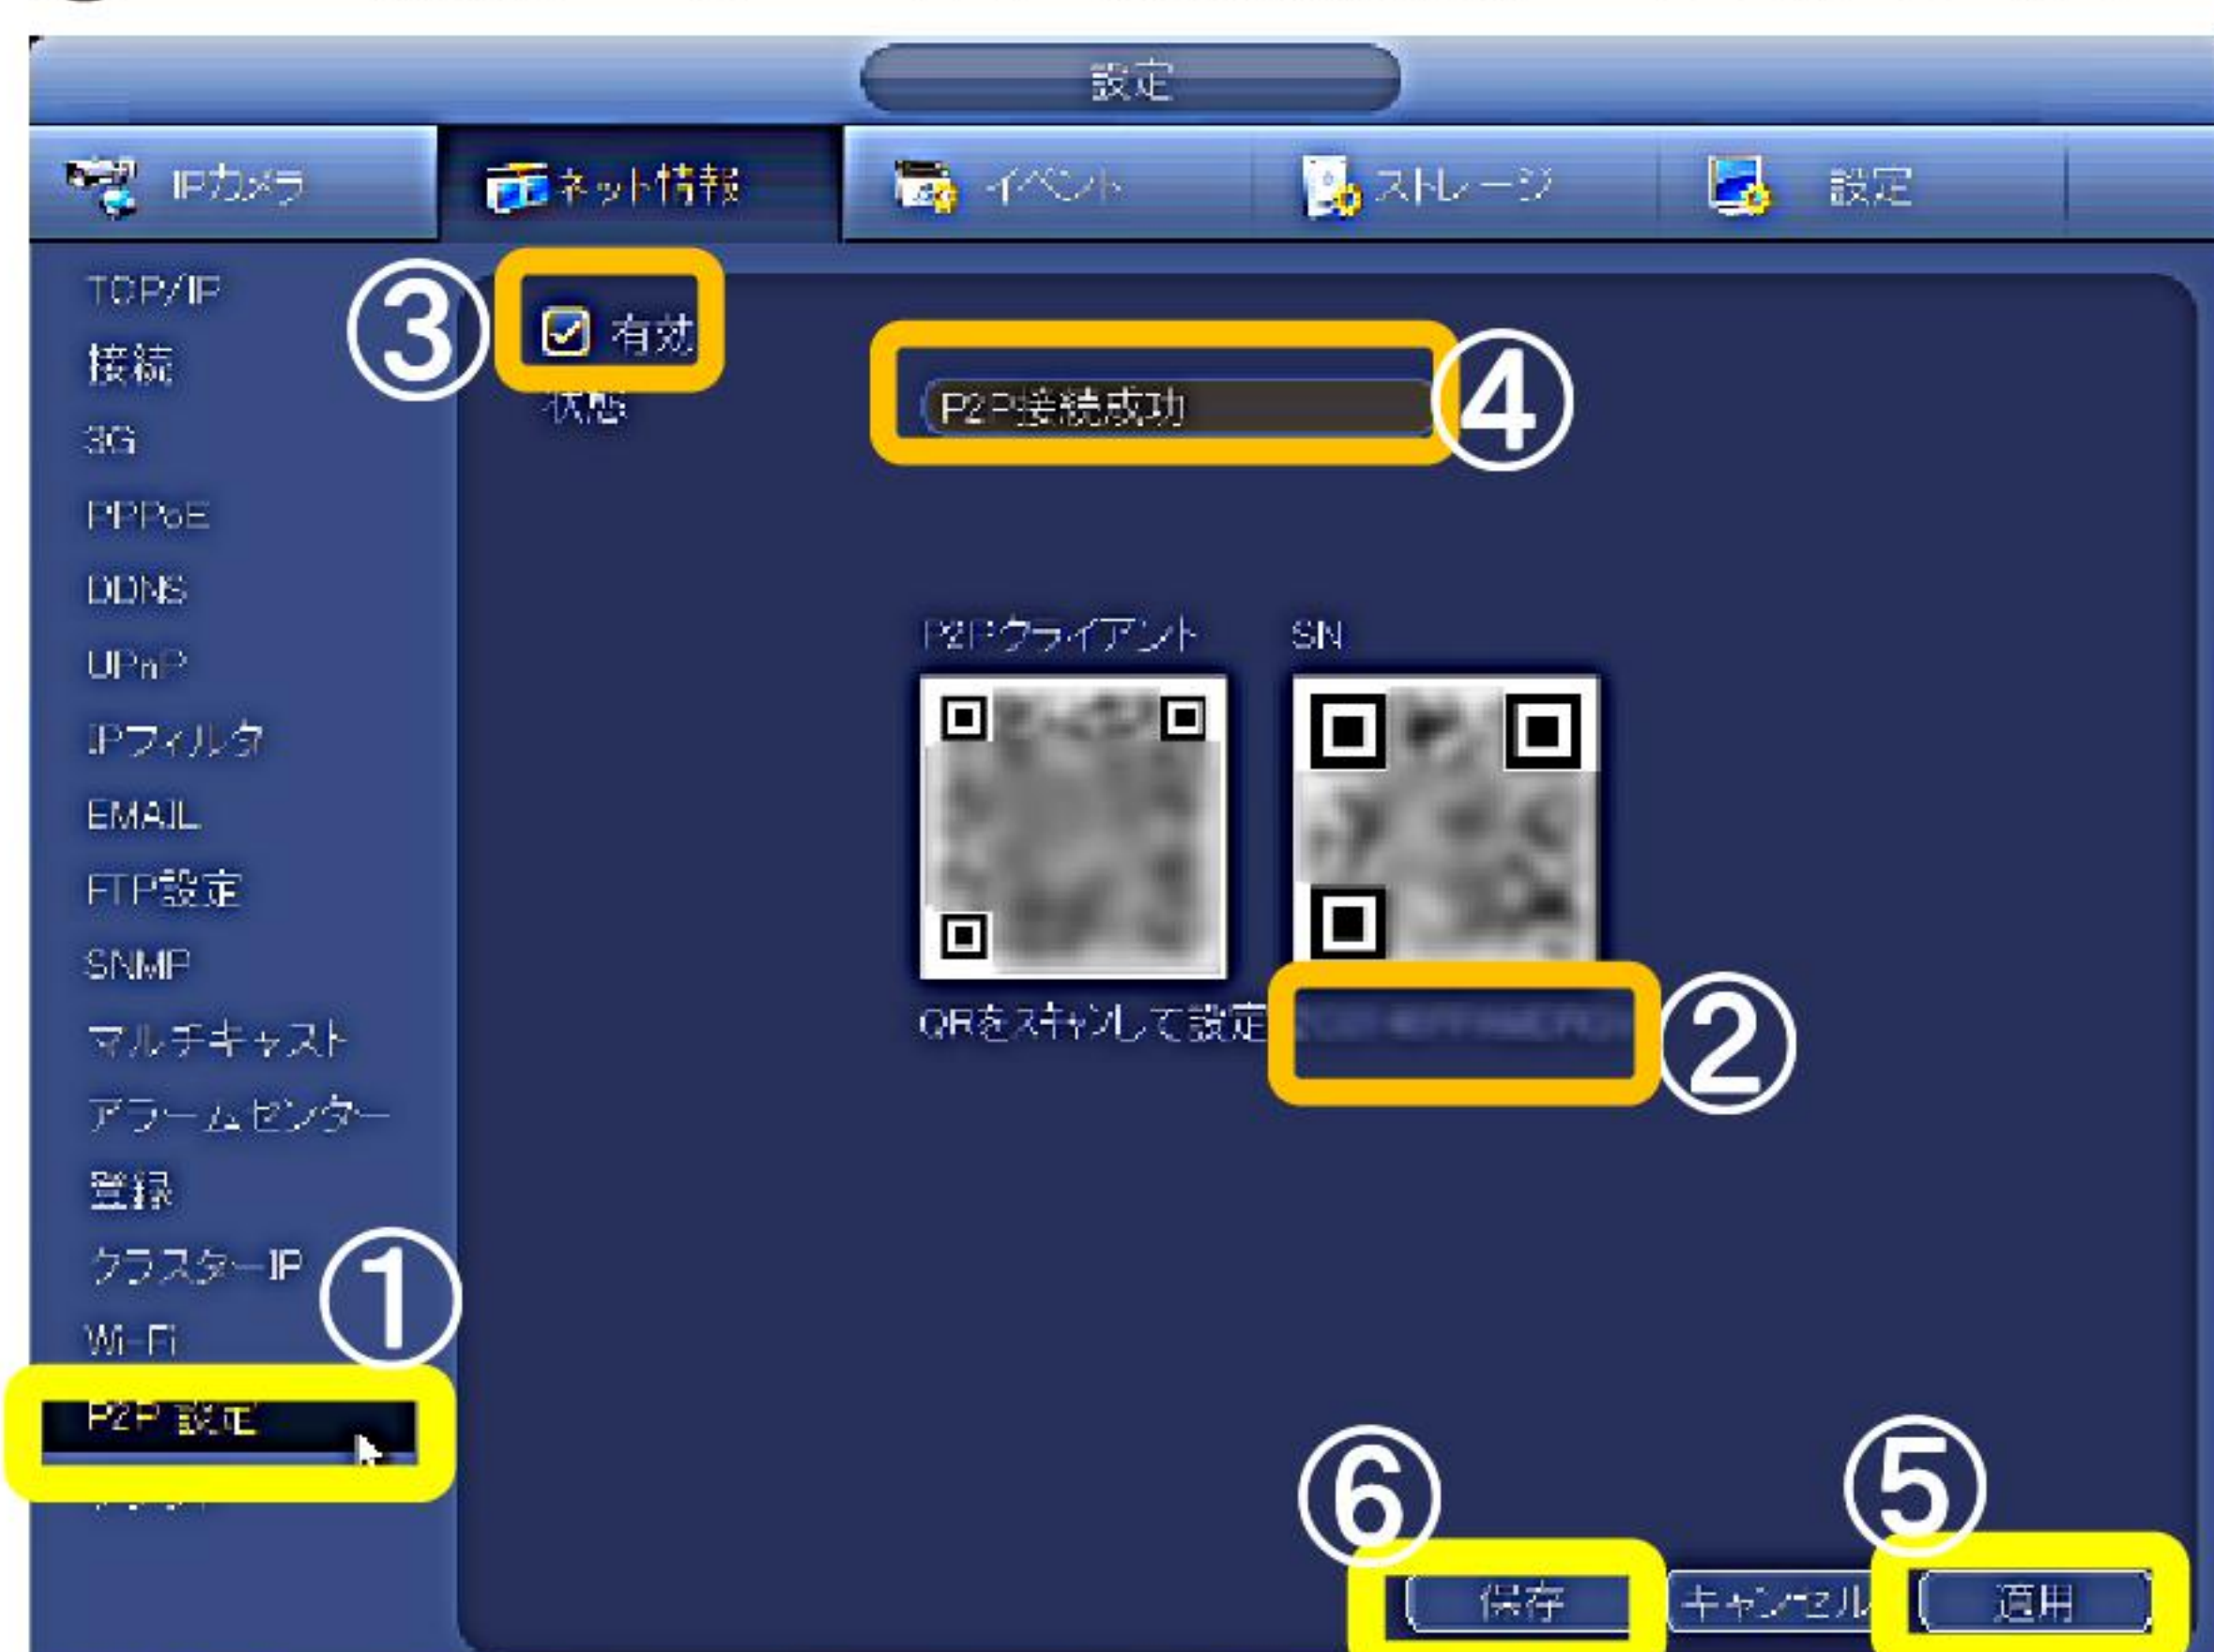 設定
IPカメラ
ネット情報
イベント
ストレージ
設定
TCP/IP
接続
3G
PPPoE
DDNS
UPnP
IPフィルタ
EMAIL
FTP設定
SNMP
マルチキャスト
アラームセンター
登録
クラスターIP
Wi-Fi
P2P 設定
①
③
有効
状態
P2P接続成功
④
P2Pクライアント
SN
QRをスキャンして設定
②
⑥
⑤
保存
キャンセル
適用